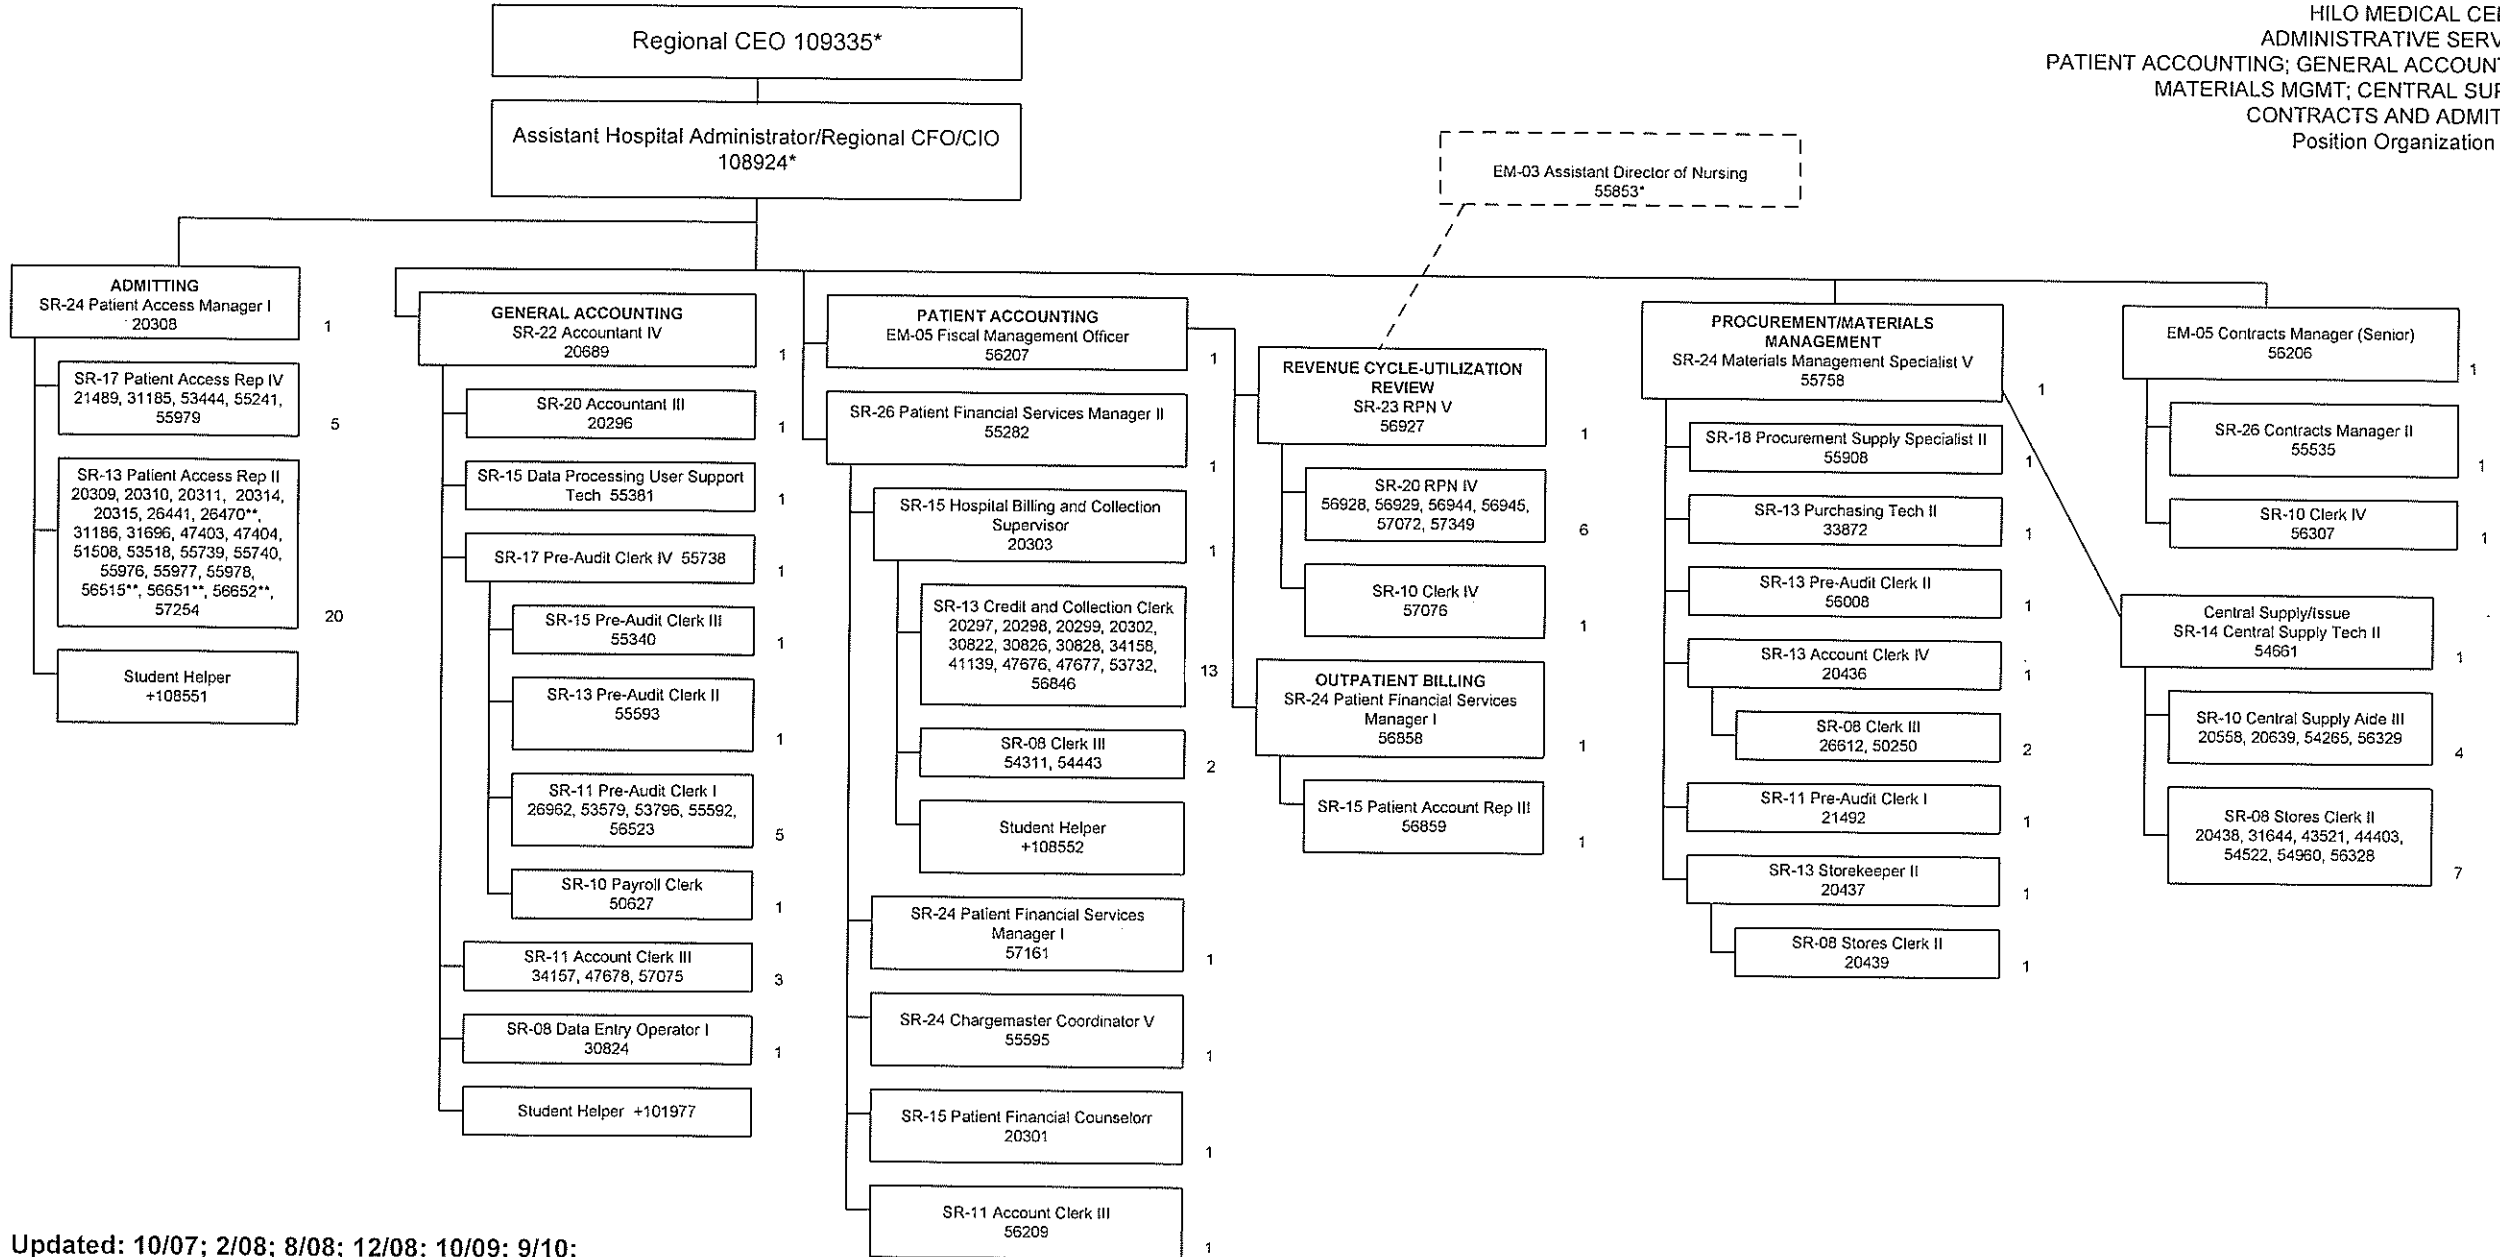 HILO MEDICAL
ADMINISTRATIVE
PATIENT ACCOUNTING; GENERAL
MATERIALS MGMT; CENTRAL
CONTRACTS AND
Position Organization
Regional CEO 109335*
Assistant Hospital Administrator/Regional CFO/CIO
108924*
EM-03 Assistant Director of Nursing
55853*
ADMITTING
SR-24 Patient Access Manager I
20308
1
SR-17 Patient Access Rep IV
21489, 31185, 53444, 55241,
55979
5
SR-13 Patient Access Rep II
20309, 20310, 20311, 20314,
20315, 26441, 26470**,
31186, 31696, 47403, 47404,
51508, 53518, 55739, 55740,
55976, 55977, 55978,
56515**, 56651**, 56652**,
57254
20
Student Helper
+108551
GENERAL ACCOUNTING
SR-22 Accountant IV
20689
1
SR-20 Accountant III
20296
1
SR-15 Data Processing User Support
Tech 55381
1
SR-17 Pre-Audit Clerk IV 55738
1
SR-15 Pre-Audit Clerk III
55340
1
SR-13 Pre-Audit Clerk II
55593
1
SR-11 Pre-Audit Clerk I
26962, 53579, 53796, 55592,
56523
5
SR-10 Payroll Clerk
50627
1
SR-11 Account Clerk III
34157, 47678, 57075
3
SR-08 Data Entry Operator I
30824
1
Student Helper +101977
PATIENT ACCOUNTING
EM-05 Fiscal Management Officer
56207
1
SR-26 Patient Financial Services Manager II
55282
1
SR-15 Hospital Billing and Collection
Supervisor
20303
1
SR-13 Credit and Collection Clerk
20297, 20298, 20299, 20302,
30822, 30826, 30828, 34158,
41139, 47676, 47677, 53732,
56846
13
SR-08 Clerk III
54311, 54443
2
Student Helper
+108552
SR-24 Patient Financial Services
Manager I
57161
1
SR-24 Chargemaster Coordinator V
55595
1
SR-15 Patient Financial Counselorr
20301
1
SR-11 Account Clerk III
56209
1
REVENUE CYCLE-UTILIZATION
REVIEW
SR-23 RPN V
56927
1
SR-20 RPN IV
56928, 56929, 56944, 56945,
57072, 57349
6
SR-10 Clerk IV
57076
1
OUTPATIENT BILLING
SR-24 Patient Financial Services
Manager I
56858
1
SR-15 Patient Account Rep III
56859
1
PROCUREMENT/MATERIALS
MANAGEMENT
SR-24 Materials Management Specialist V
55758
1
SR-18 Procurement Supply Specialist II
55908
1
SR-13 Purchasing Tech II
33872
1
SR-13 Pre-Audit Clerk II
56008
1
SR-13 Account Clerk IV
20436
1
SR-08 Clerk III
26612, 50250
2
SR-11 Pre-Audit Clerk I
21492
1
SR-13 Storekeeper II
20437
1
SR-08 Stores Clerk II
20439
1
EM-05 Contracts Manager (Senior)
56206
1
SR-26 Contracts Manager II
55535
1
SR-10 Clerk IV
56307
1
Central Supply/Issue
SR-14 Central Supply Tech II
54661
1
SR-10 Central Supply Aide III
20558, 20639, 54265, 56329
4
SR-08 Stores Clerk II
20438, 31644, 43521, 44403,
54522, 54960, 56328
7
Updated: 10/07; 2/08; 8/08; 12/08; 10/09; 9/10;